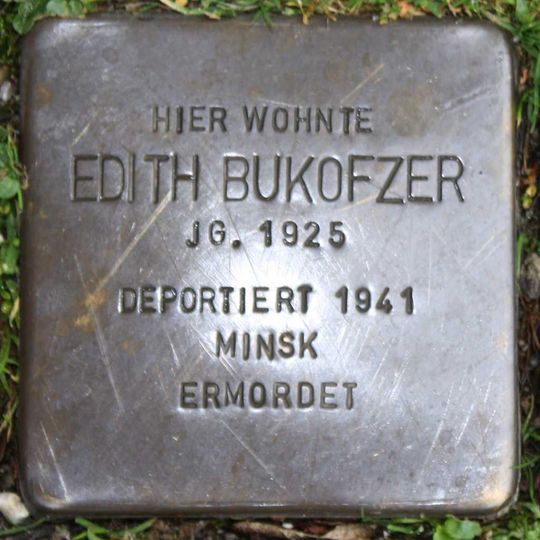 HIER WOHNTE
EDITH BUKOFZER
JG. 1925
DEPORTIERT 1941
MINSK
ERMORDET